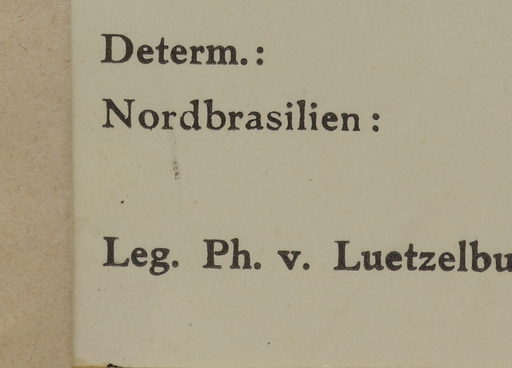 Determ.:
Nordbrasilien:
Leg. Ph. v. Luetzelbu